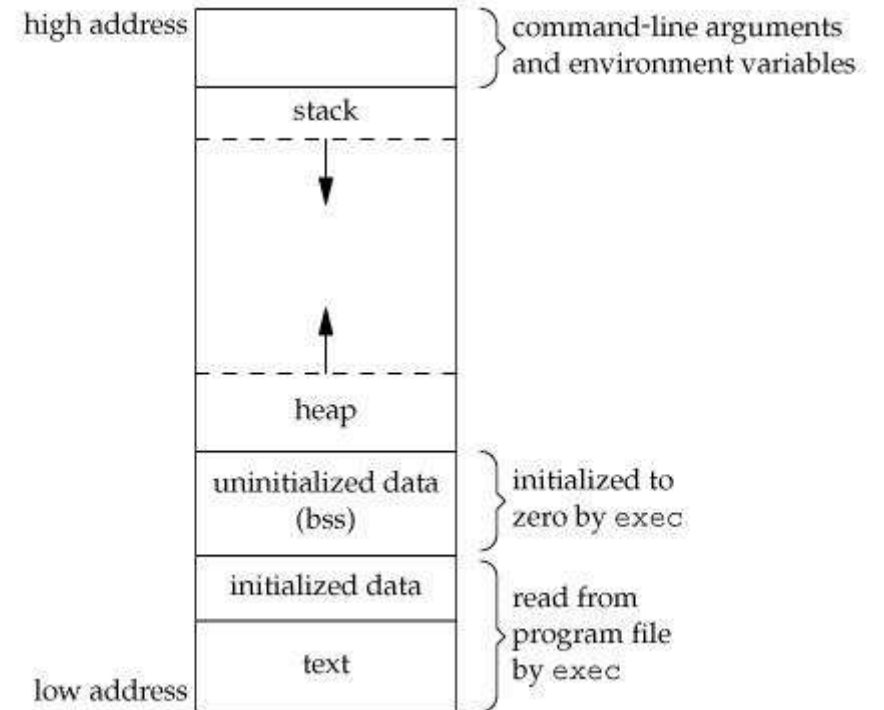 high address
command-line arguments
and environment variables
stack
heap
uninitialized data
(bss)
initialized to
zero by exec
initialized data
read from
program file
by exec
text
low address